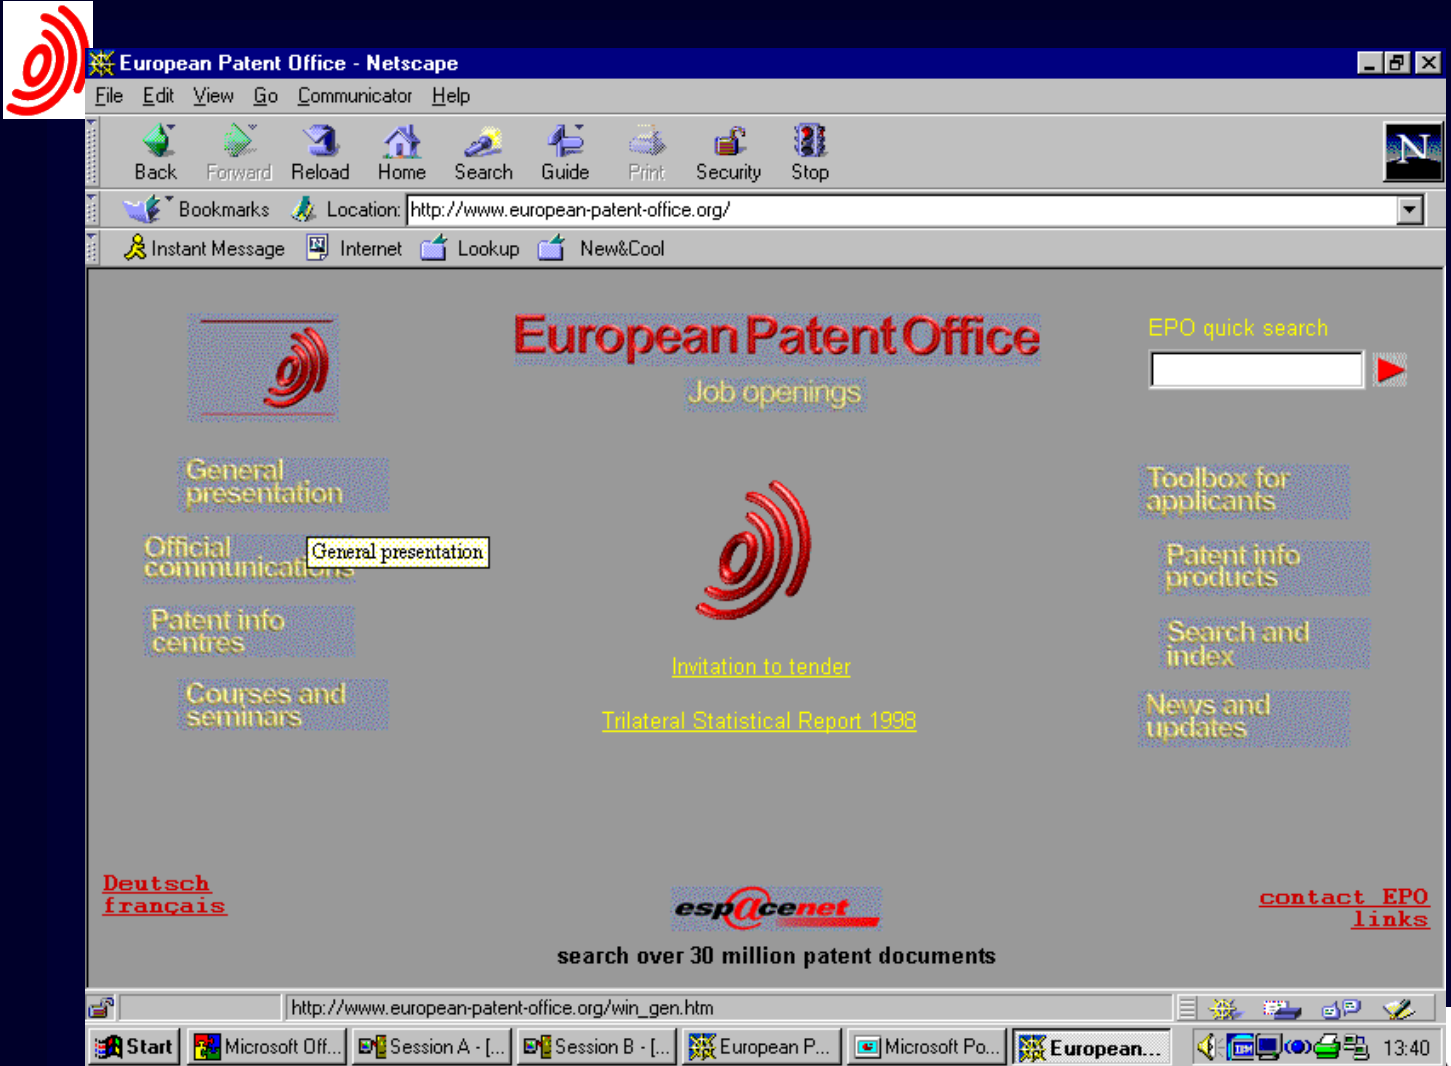 European Patent Office - Netscape
File Edit View Go Communicator Help
Back Forward Reload Home Search Guide Print Security Stop
N
Bookmarks Location: http://www.european-patent-office.org/
Instant Message Internet Lookup New&Cool
European Patent Office
Job openings
EPO quick search
General
presentation
Official
communications
General presentation
Patent info
centres
Courses and
seminars
Invitation to tender
Trilateral Statistical Report 1998
Toolbox for
applicants
Patent info
products
Search and
index
News and
updates
Deutsch
français
esp@cenet
search over 30 million patent documents
contact EPO
links
http://www.european-patent-office.org/win_gen.htm
Start Microsoft Off... Session A - [... Session B - [... European P... Microsoft Po... European... IBM 13:40